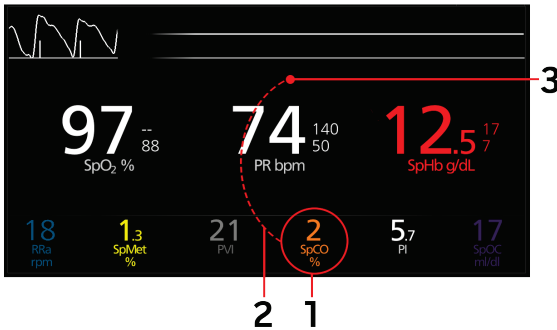 3
97 -- 88
SpO2 %
74 140 50
PR bpm
12.5 17 7
SpHb g/dL
18
RRa
rpm
1.3
SpMet
%
21
PVI
2
SpCO
%
5.7
PI
17
SpOC
ml/dl
2 1